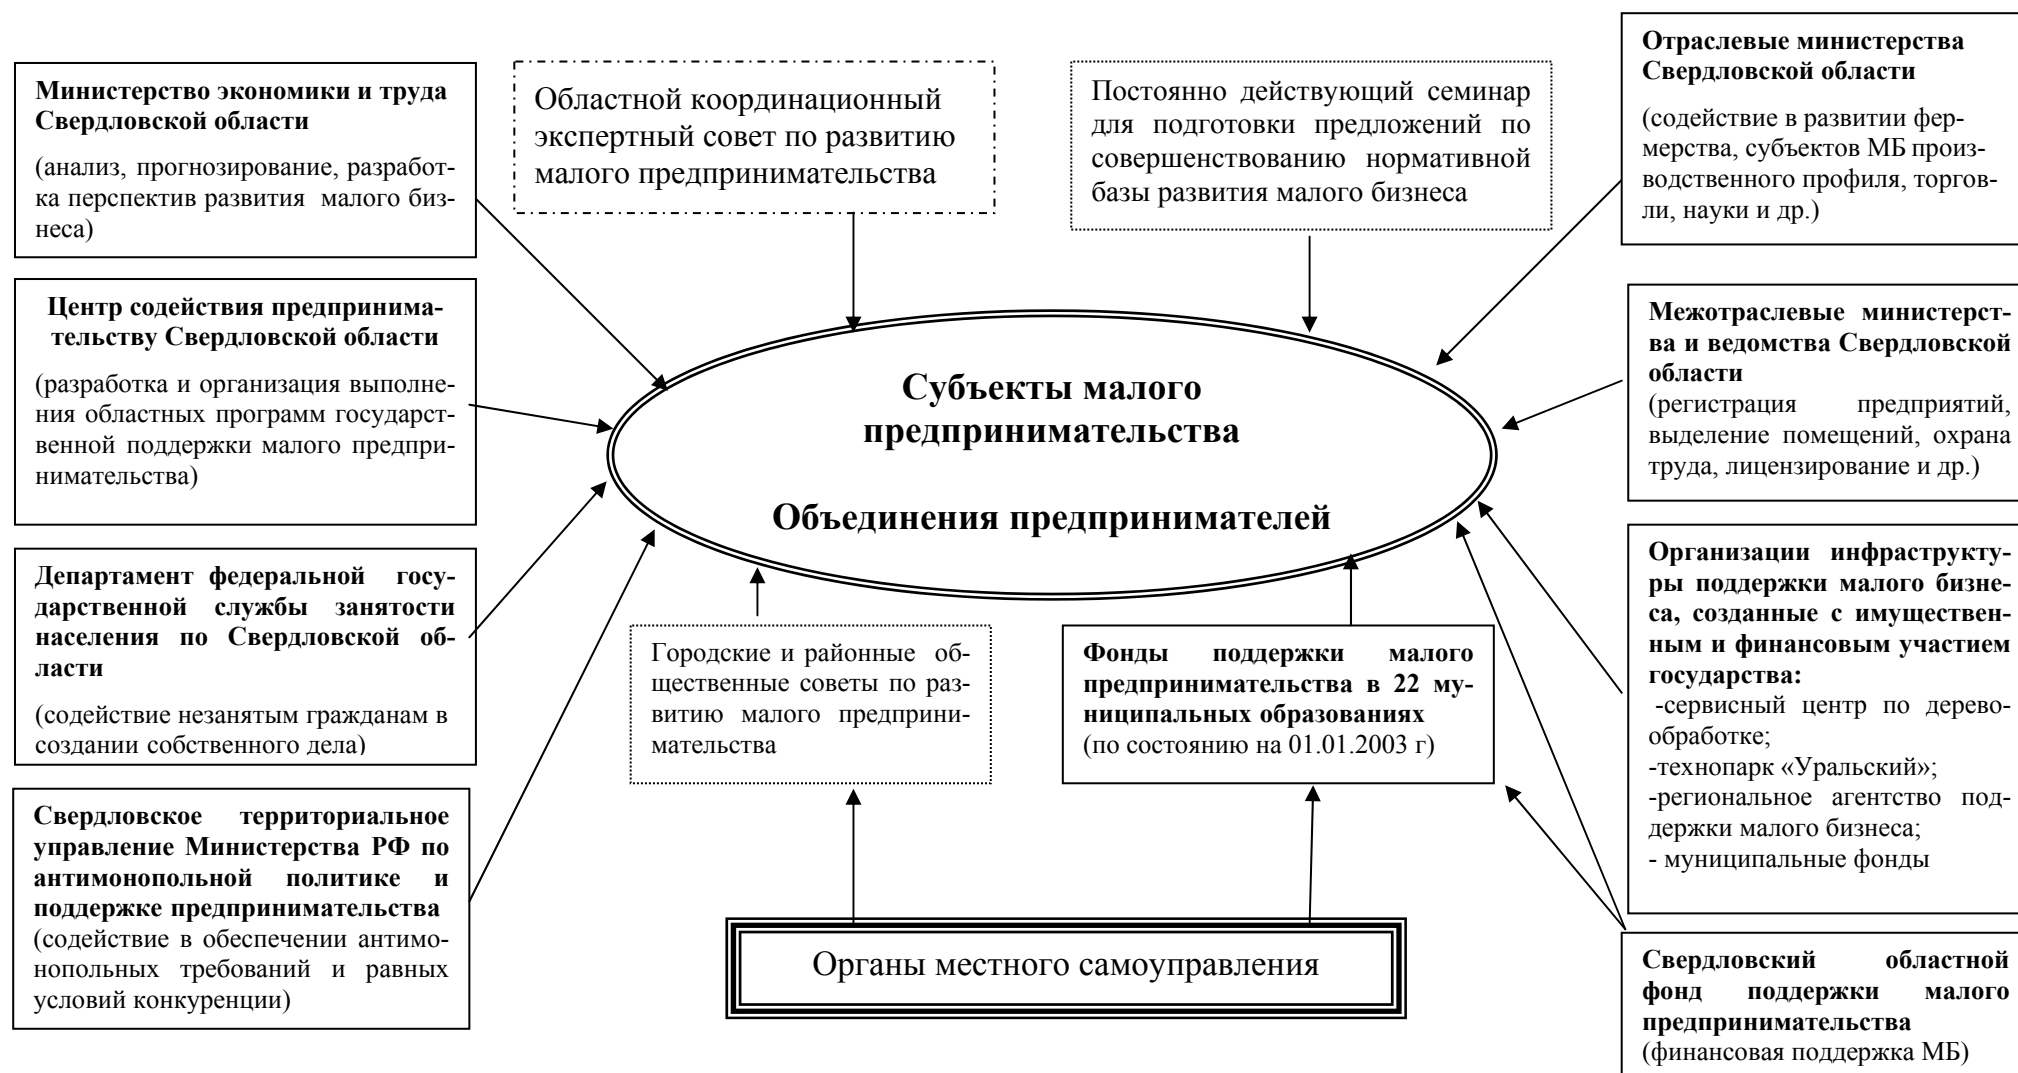 Министерство экономики и труда
Свердловской области
(анализ, прогнозирование, разработ-
ка перспектив развития малого биз-
неса)
Областной координационный
экспертный совет по развитию
малого предпринимательства
Постоянно действующий семинар
для подготовки предложений по
совершенствованию нормативной
базы развития малого бизнеса
Отраслевые министерства
Свердловской области
(содействие в развитии фер-
мерства, субъектов МБ произ-
водственного профиля, торгов-
ли, науки и др.)
Центр содействия предпринима-
тельству Свердловской области
(разработка и организация выполне-
ния областных программ государст-
венной поддержки малого предпри-
нимательства)
Субъекты малого
предпринимательства
Объединения предпринимателей
Межотраслевые министерст-
ва и ведомства Свердловской
области
(регистрация предприятий,
выделение помещений, охрана
труда, лицензирование и др.)
Департамент федеральной госу-
дарственной службы занятости
населения по Свердловской об-
ласти
(содействие незанятым гражданам в
создании собственного дела)
Городские и районные об-
щественные советы по раз-
витию малого предприни-
мательства
Фонды поддержки малого
предпринимательства в 22 му-
ниципальных образованиях
(по состоянию на 01.01.2003 г)
Организации инфраструкту-
ры поддержки малого бизне-
са, созданные с имуществен-
ным и финансовым участием
государства:
-сервисный центр по дерево-
обработке;
-технопарк «Уральский»;
-региональное агентство под-
держки малого бизнеса;
- муниципальные фонды
Свердловское территориальное
управление Министерства РФ по
антимонопольной политике и
поддержке предпринимательства
(содействие в обеспечении антимо-
нопольных требований и равных
условий конкуренции)
Органы местного самоуправления
Свердловский областной
фонд поддержки малого
предпринимательства
(финансовая поддержка МБ)